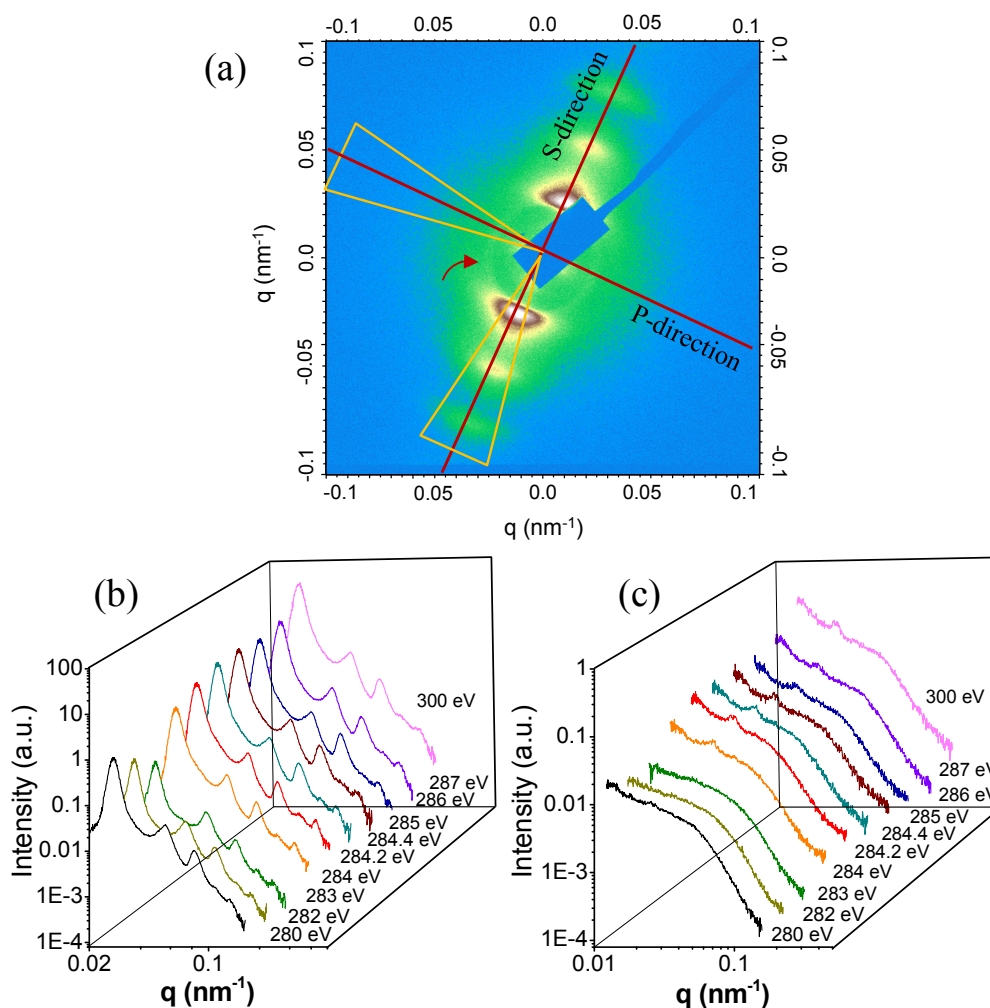 -0.1 0.05 0.0 0.05 0.1
(a)
S-direction
P-direction
0.1 0.05 0.0 -0.05 -0.1
q (nm-1)
0.1 0.05 0.0 -0.05 -0.1
-0.1 0.05 0.0 0.05 0.1
q (nm-1)
(b)
100
10
1
0.1
0.01
1E-3
1E-4
Intensity (a.u.)
300 eV
287 eV
286 eV
285 eV
284.4 eV
284.2 eV
284 eV
283 eV
282 eV
280 eV
0.02 0.1
q (nm-1)
(c)
1
0.1
0.01
1E-3
1E-4
Intensity (a.u.)
300 eV
287 eV
286 eV
285 eV
284.4 eV
284.2 eV
284 eV
283 eV
282 eV
280 eV
0.01 0.1
q (nm-1)